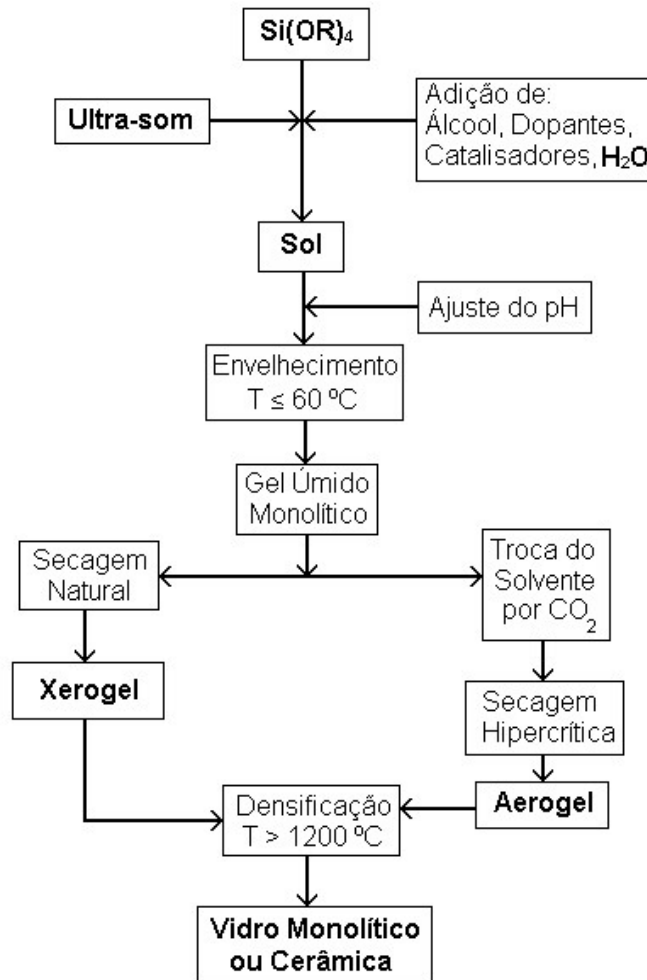 Si(OR)₄
Ultra-som
Adição de:
Álcool, Dopantes,
Catalisadores, H₂O
Sol
Ajuste do pH
Envelhecimento
T ≤ 60 ºC
Gel Úmido
Monolítico
Secagem
Natural
Troca do
Solvente
por CO₂
Xerogel
Secagem
Hipercrítica
Aerogel
Densificação
T > 1200 ºC
Vidro Monolítico
ou Cerâmica